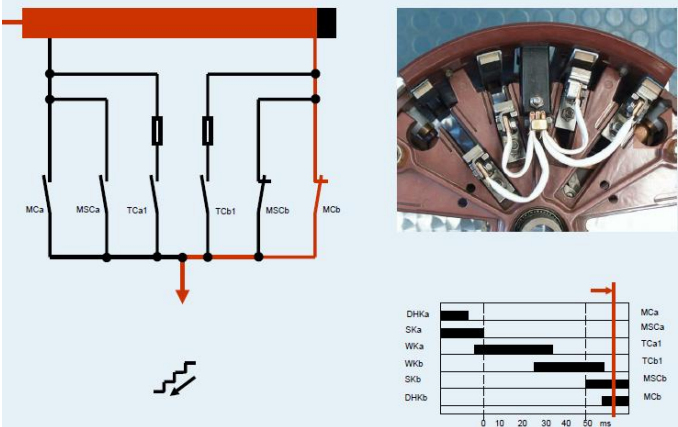 MCa MSCa TCa1 TCb1 MSCb MCb
DHKa MCa
SKa MSCa
WKa TCa1
WKb TCb1
SKb MSCb
DHKb MCb
0 10 20 30 40 50 ms